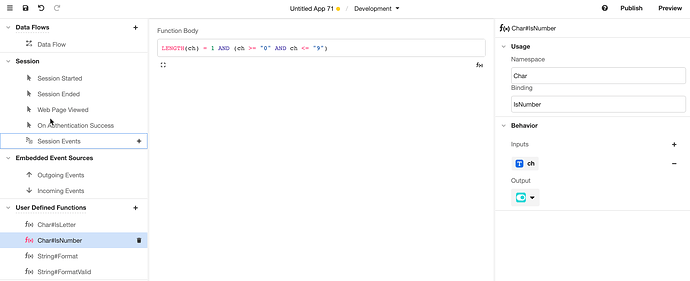 Untitled App 71
Development
Publish
Preview
Data Flows
Data Flow
Session
Session Started
Session Ended
Web Page Viewed
On Authentication Success
Session Events
Embedded Event Sources
Outgoing Events
Incoming Events
User Defined Functions
f(x) Char#IsLetter
f(x) Char#IsNumber
f(x) String#Format
f(x) String#FormatValid
Function Body
LENGTH(ch) = 1 AND (ch >= "0" AND ch <= "9")
f(x)
f(x) Char#IsNumber
Usage
Namespace
Char
Binding
IsNumber
Behavior
Inputs
T ch
Output